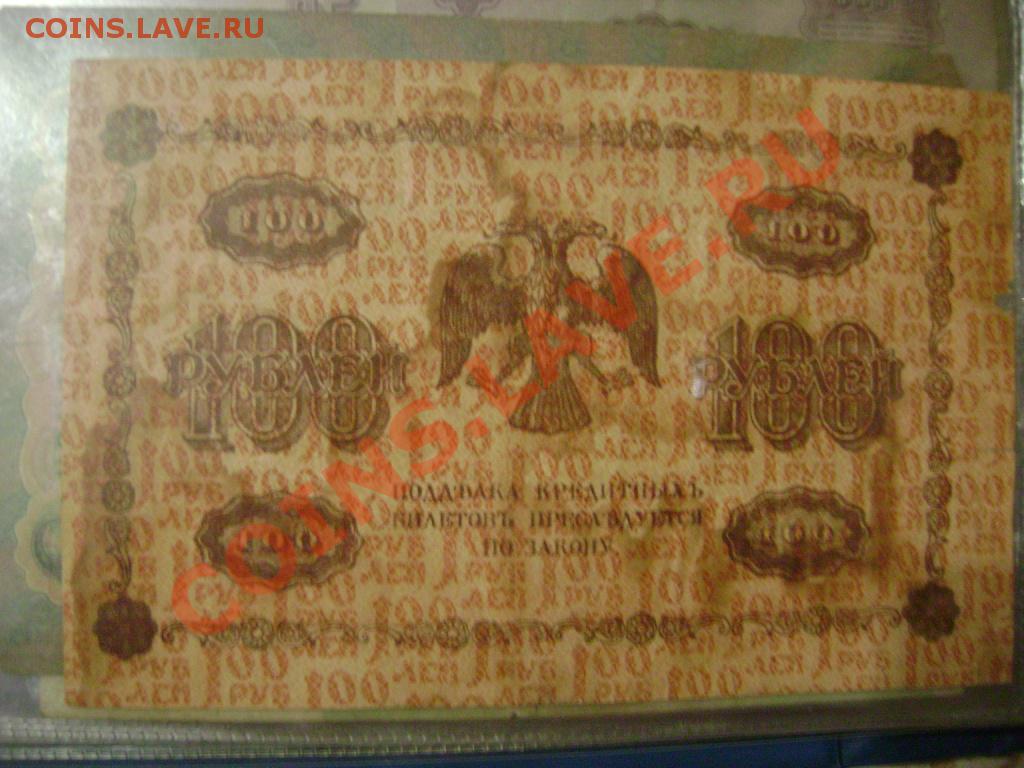 COINS.LAVE.RU
100 100
100 РУБЛЕЙ 100 РУБЛЕЙ
COINS.LAVE.RU
ПОДДѢЛКА КРЕДИТНЫХЪ
БИЛЕТОВЪ ПРЕСЛѢДУЕТСЯ
ПО ЗАКОНУ.
100 100